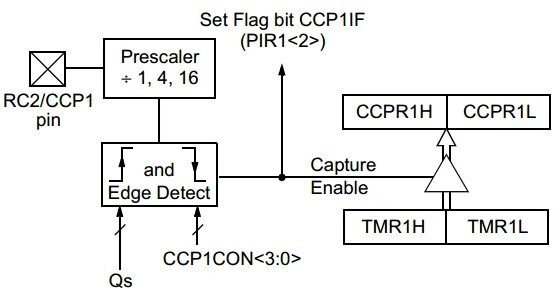 Set Flag bit CCP1IF
(PIR1<2>)
Prescaler
÷ 1, 4, 16
RC2/CCP1
pin
CCPR1H
CCPR1L
and
Edge Detect
Capture
Enable
TMR1H
TMR1L
CCP1CON<3:0>
Qs